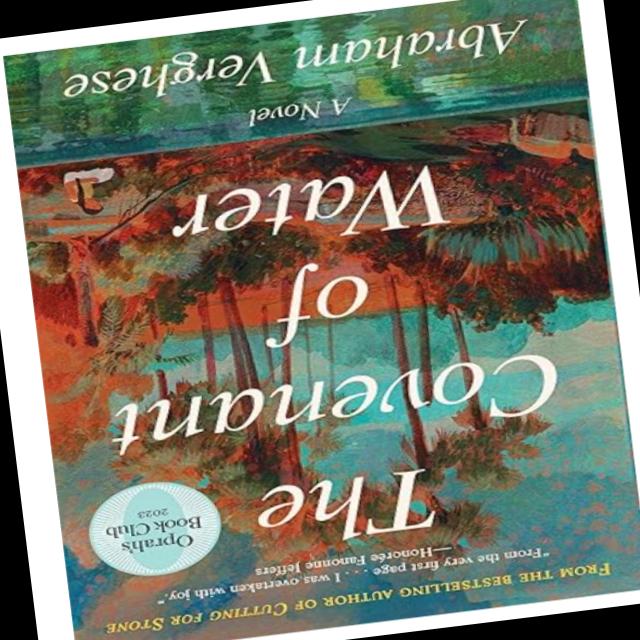 FROM THE BESTSELLING AUTHOR OF CUTTING FOR STONE
"From the very first page . . . . I was overtaken with joy."
—Honorée Fanonne Jeffers
The
Oprah's
Book Club
2023
Covenant
of
Water
A Novel
Abraham Verghese